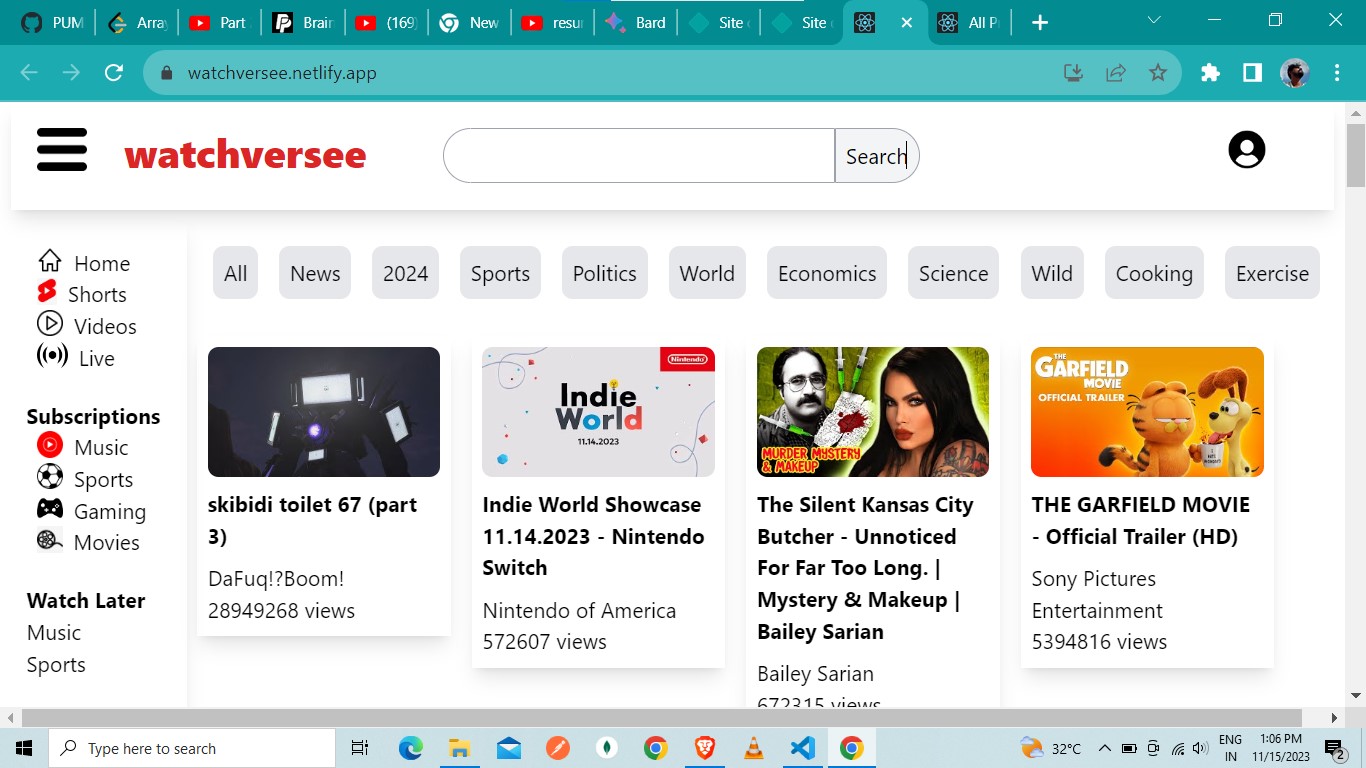 PUM
Array
Part
Brain
(169)
New
resu
Bard
Site
Site
All P
watchversee.netlify.app
watchversee
Search
Home
Shorts
Videos
Live
Subscriptions
Music
Sports
Gaming
Movies
Watch Later
Music
Sports
All
News
2024
Sports
Politics
World
Economics
Science
Wild
Cooking
Exercise
skibidi toilet 67 (part
3)
DaFuq!?Boom!
28949268 views
Nintendo
Indie
World
11.14.2023
Indie World Showcase
11.14.2023 - Nintendo
Switch
Nintendo of America
572607 views
MURDER MYSTERY
& MAKEUP
The Silent Kansas City
Butcher - Unnoticed
For Far Too Long. |
Mystery & Makeup |
Bailey Sarian
Bailey Sarian
672315 views
THE
GARFIELD
MOVIE
OFFICIAL TRAILER
I HATE MONDAYS
THE GARFIELD MOVIE
- Official Trailer (HD)
Sony Pictures
Entertainment
5394816 views
Type here to search
32°C
ENG
IN
1:06 PM
11/15/2023
2